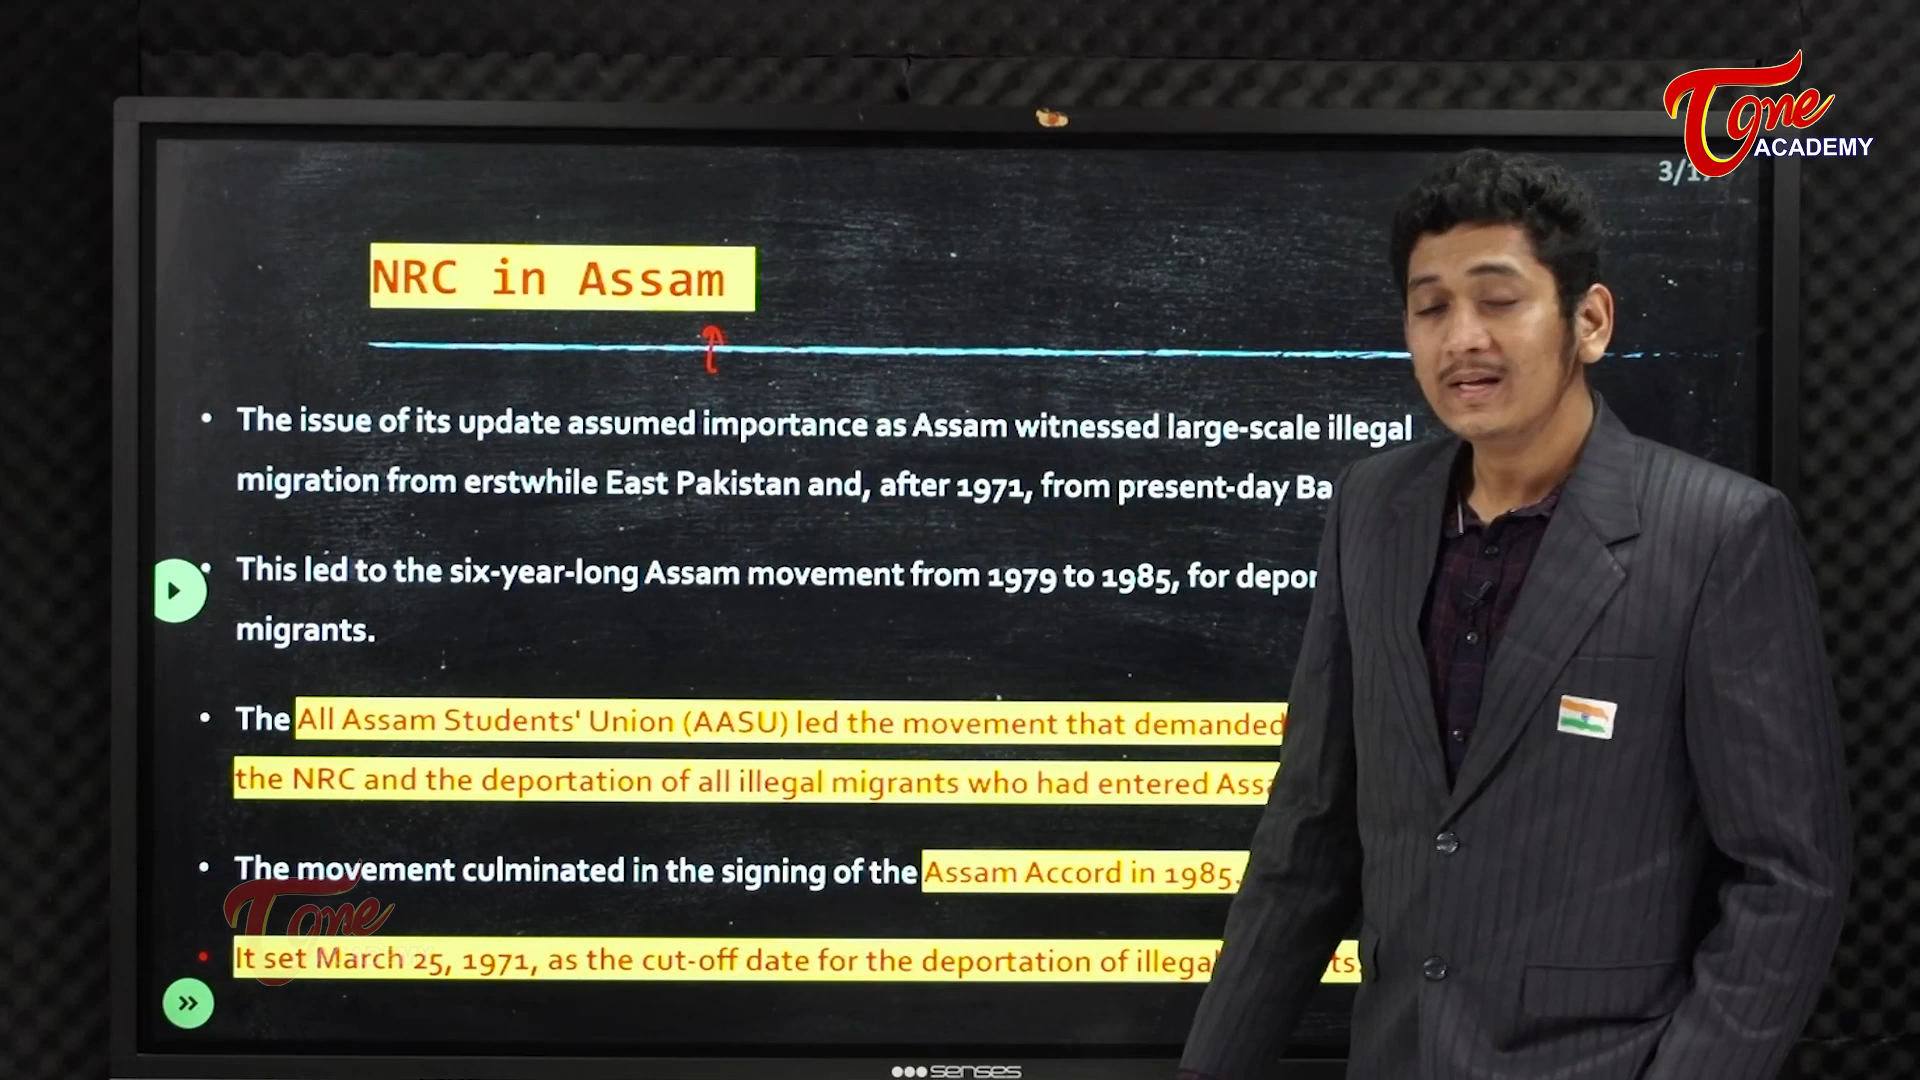 Tone
ACADEMY
3/1
NRC in Assam
• The issue of its update assumed importance as Assam witnessed large-scale illegal
migration from erstwhile East Pakistan and, after 1971, from present-day Ba
• This led to the six-year-long Assam movement from 1979 to 1985, for depor
migrants.
• The All Assam Students' Union (AASU) led the movement that demanded
the NRC and the deportation of all illegal migrants who had entered Assa
• The movement culminated in the signing of the Assam Accord in 1985.
Tone
• It set March 25, 1971, as the cut-off date for the deportation of illegal ts.
senses